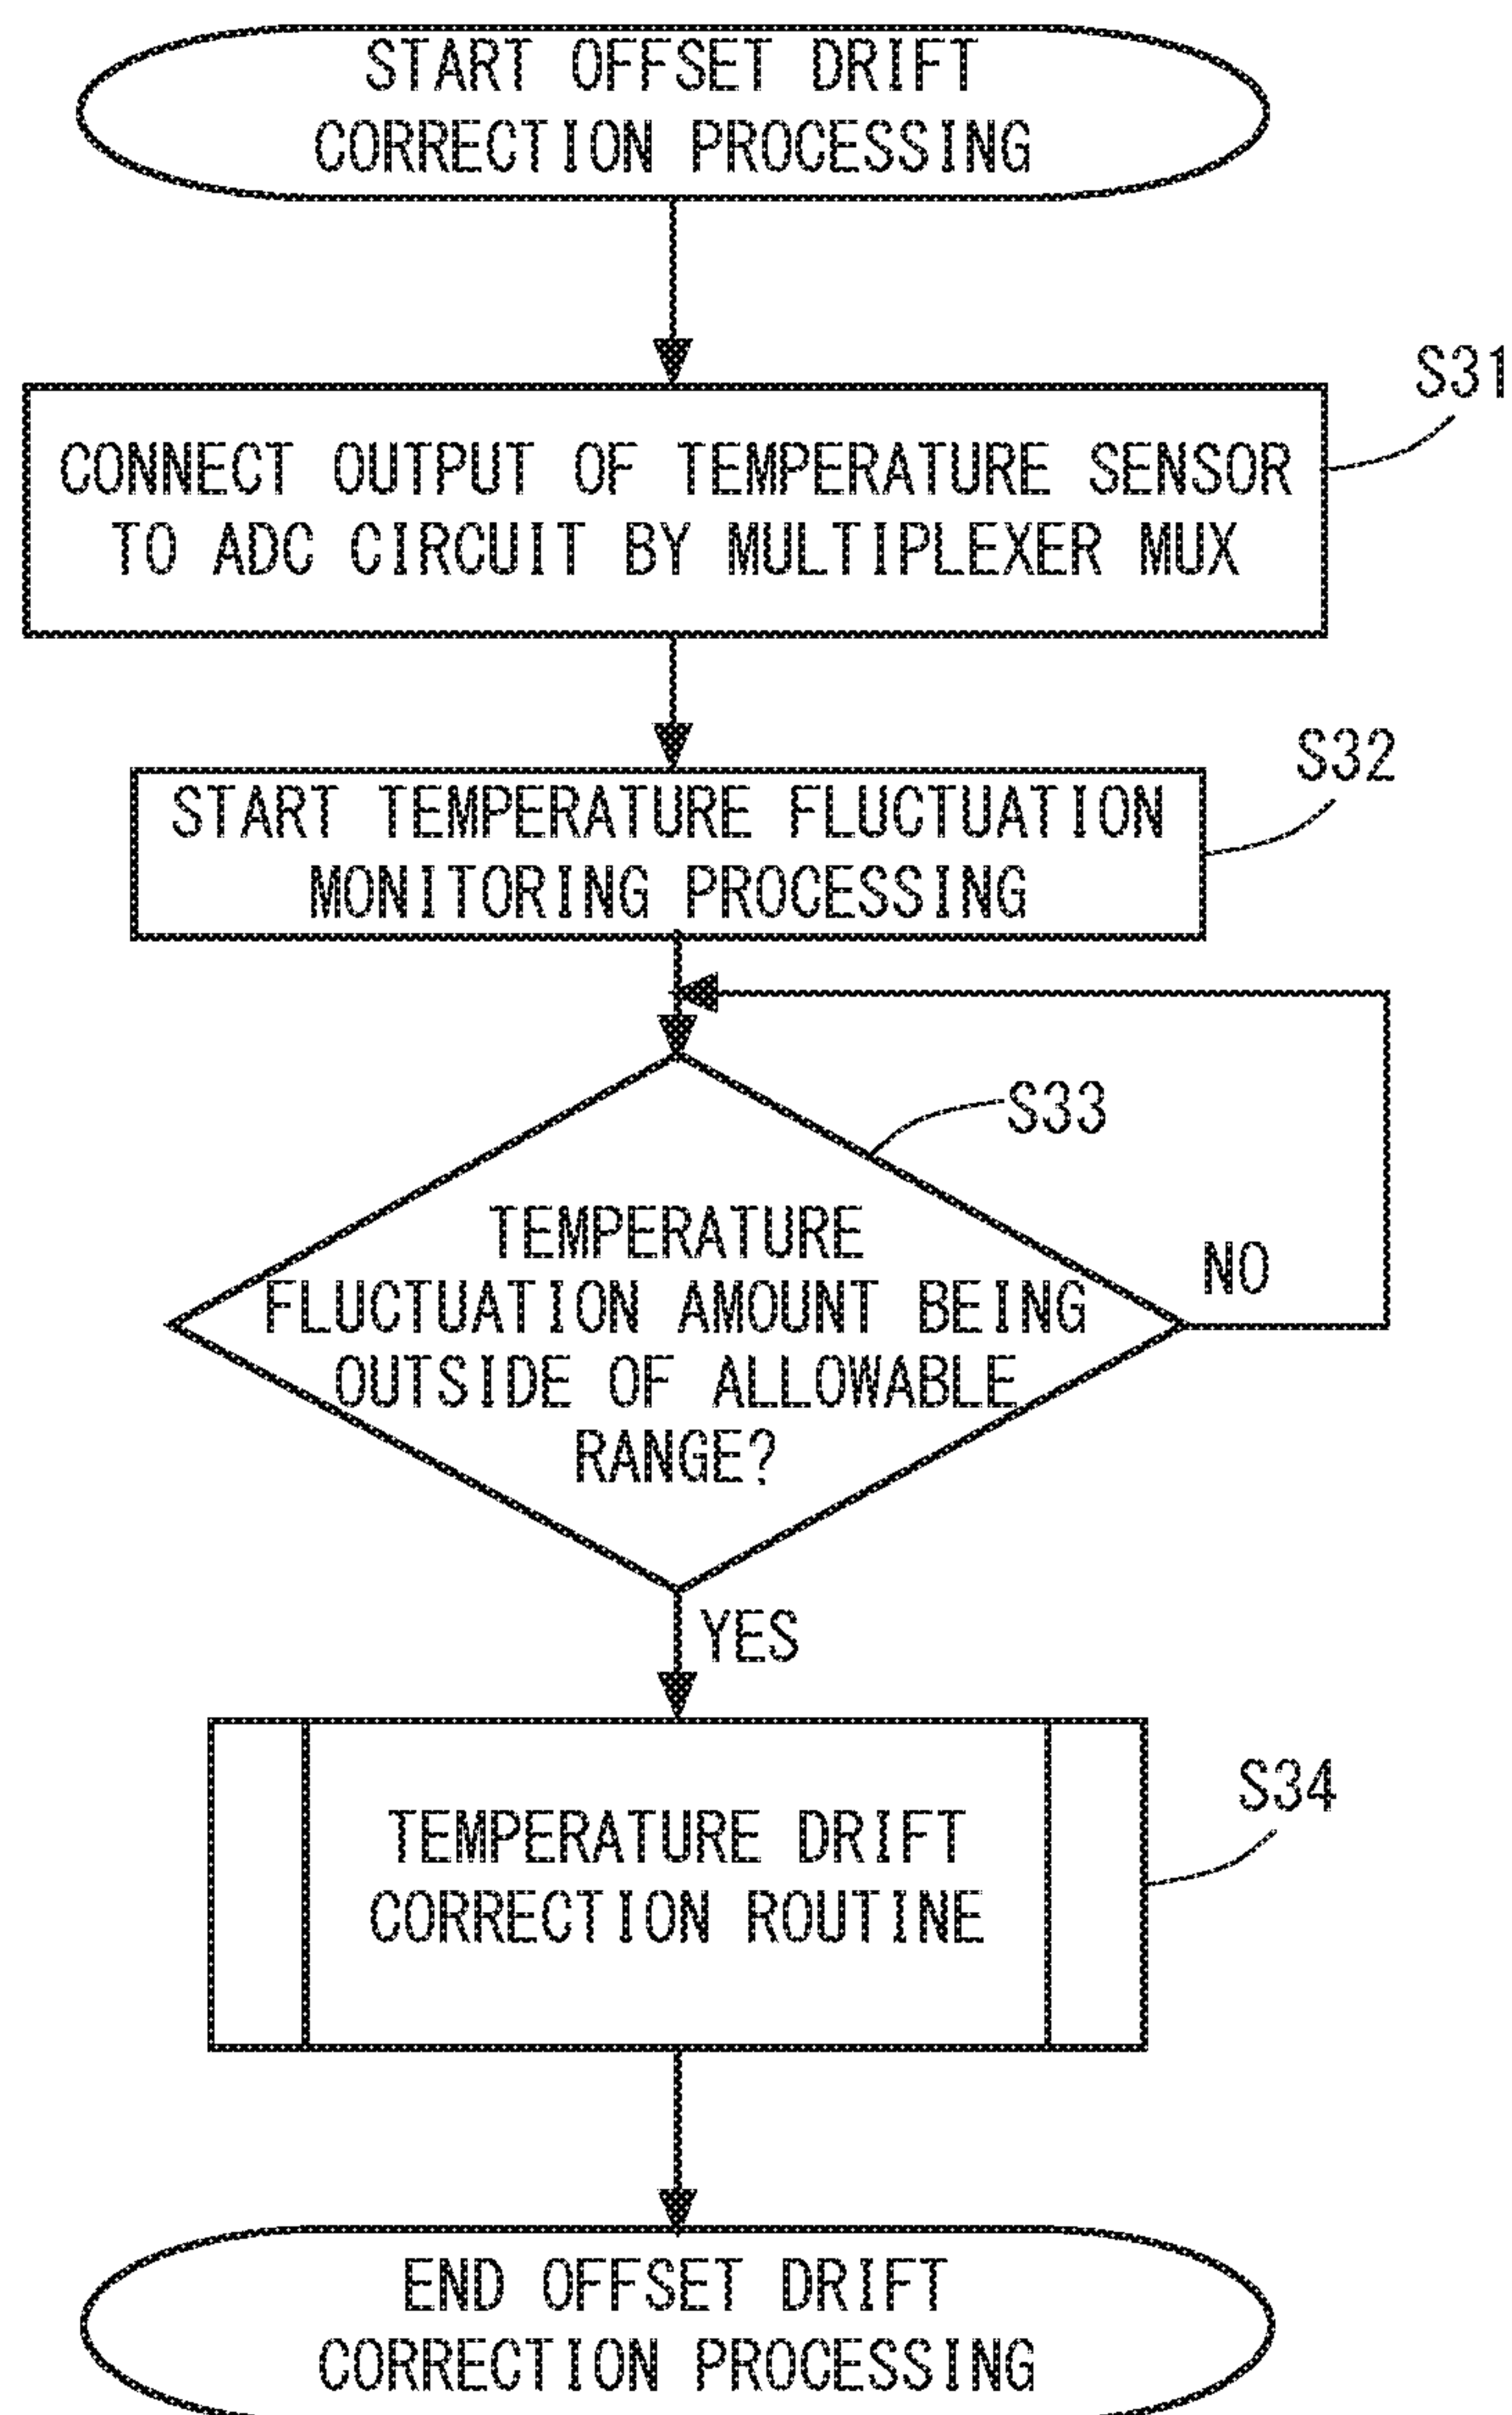 START OFFSET DRIFT
CORRECTION PROCESSING
S31
CONNECT OUTPUT OF TEMPERATURE SENSOR
TO ADC CIRCUIT BY MULTIPLEXER MUX
S32
START TEMPERATURE FLUCTUATION
MONITORING PROCESSING
S33
TEMPERATURE
FLUCTUATION AMOUNT BEING
OUTSIDE OF ALLOWABLE
RANGE?
NO
YES
S34
TEMPERATURE DRIFT
CORRECTION ROUTINE
END OFFSET DRIFT
CORRECTION PROCESSING